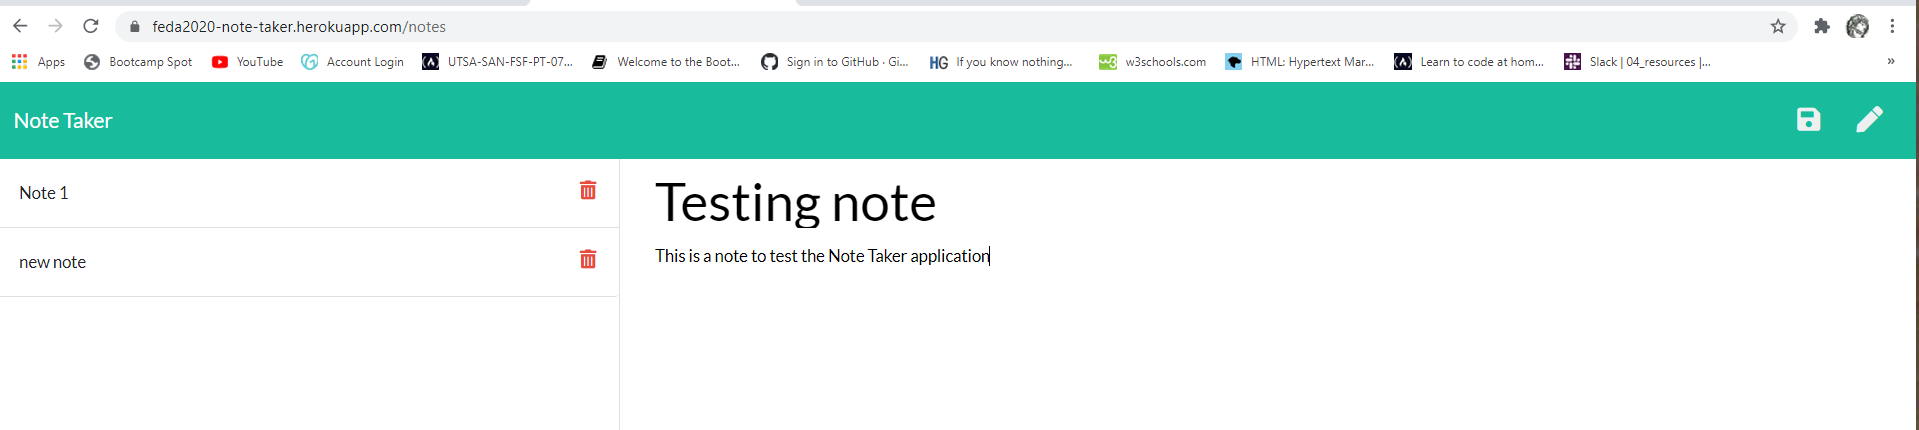 feda2020-note-taker.herokuapp.com/notes
Apps Bootcamp Spot YouTube Account Login UTSA-SAN-FSF-PT-07... Welcome to the Boot... Sign in to GitHub · Gi... HG If you know nothing... w3 w3schools.com HTML: Hypertext Mar... Learn to code at hom... Slack | 04_resources |... »
Note Taker
Note 1
new note
Testing note
This is a note to test the Note Taker application